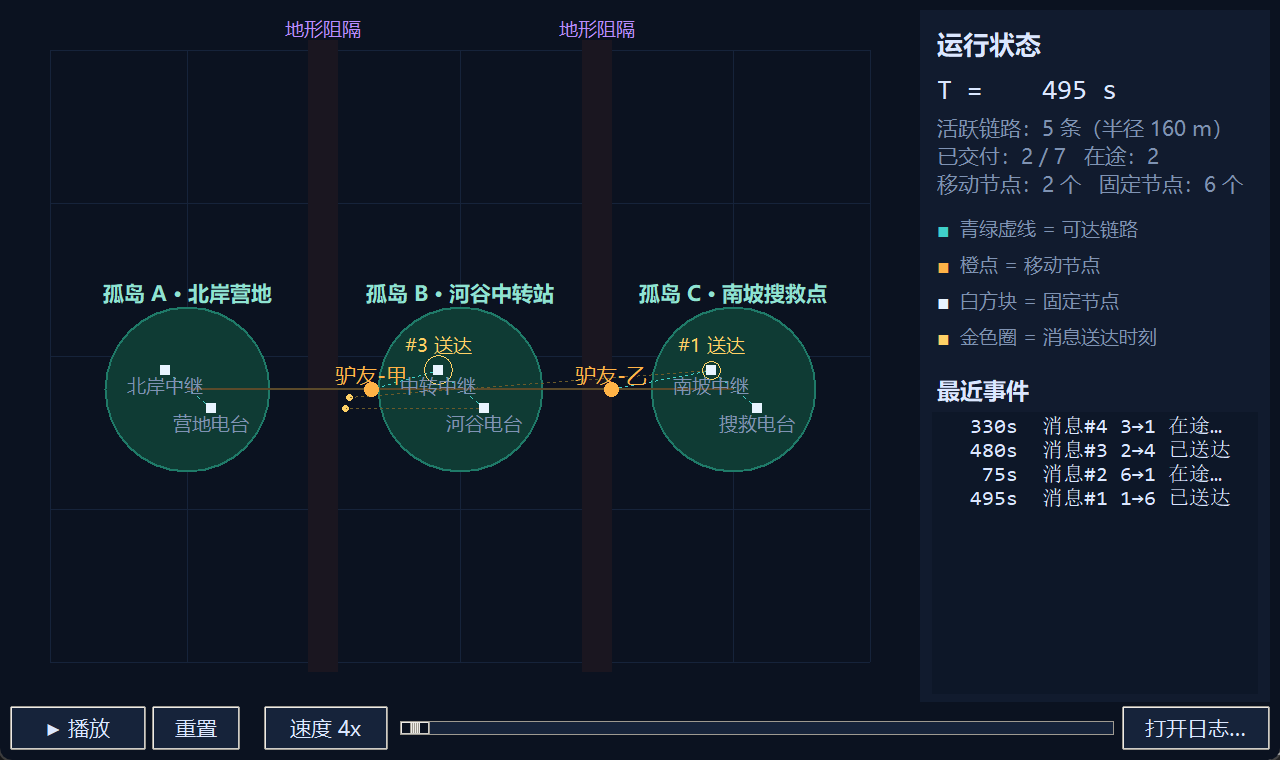 地形阻隔
地形阻隔
孤岛 A • 北岸营地
孤岛 B • 河谷中转站
孤岛 C • 南坡搜救点
#3 送达
#1 送达
驴友-甲
驴友-乙
北岸中继
中转中继
南坡中继
营地电台
河谷电台
搜救电台
运行状态
T = 495 s
活跃链路：5 条（半径 160 m）
已交付：2 / 7 在途：2
移动节点：2 个 固定节点：6 个
青绿虚线 = 可达链路
橙点 = 移动节点
白方块 = 固定节点
金色圈 = 消息送达时刻
最近事件
330s 消息#4 3→1 在途…
480s 消息#3 2→4 已送达
75s 消息#2 6→1 在途…
495s 消息#1 1→6 已送达
► 播放
重置
速度 4x
打开日志...